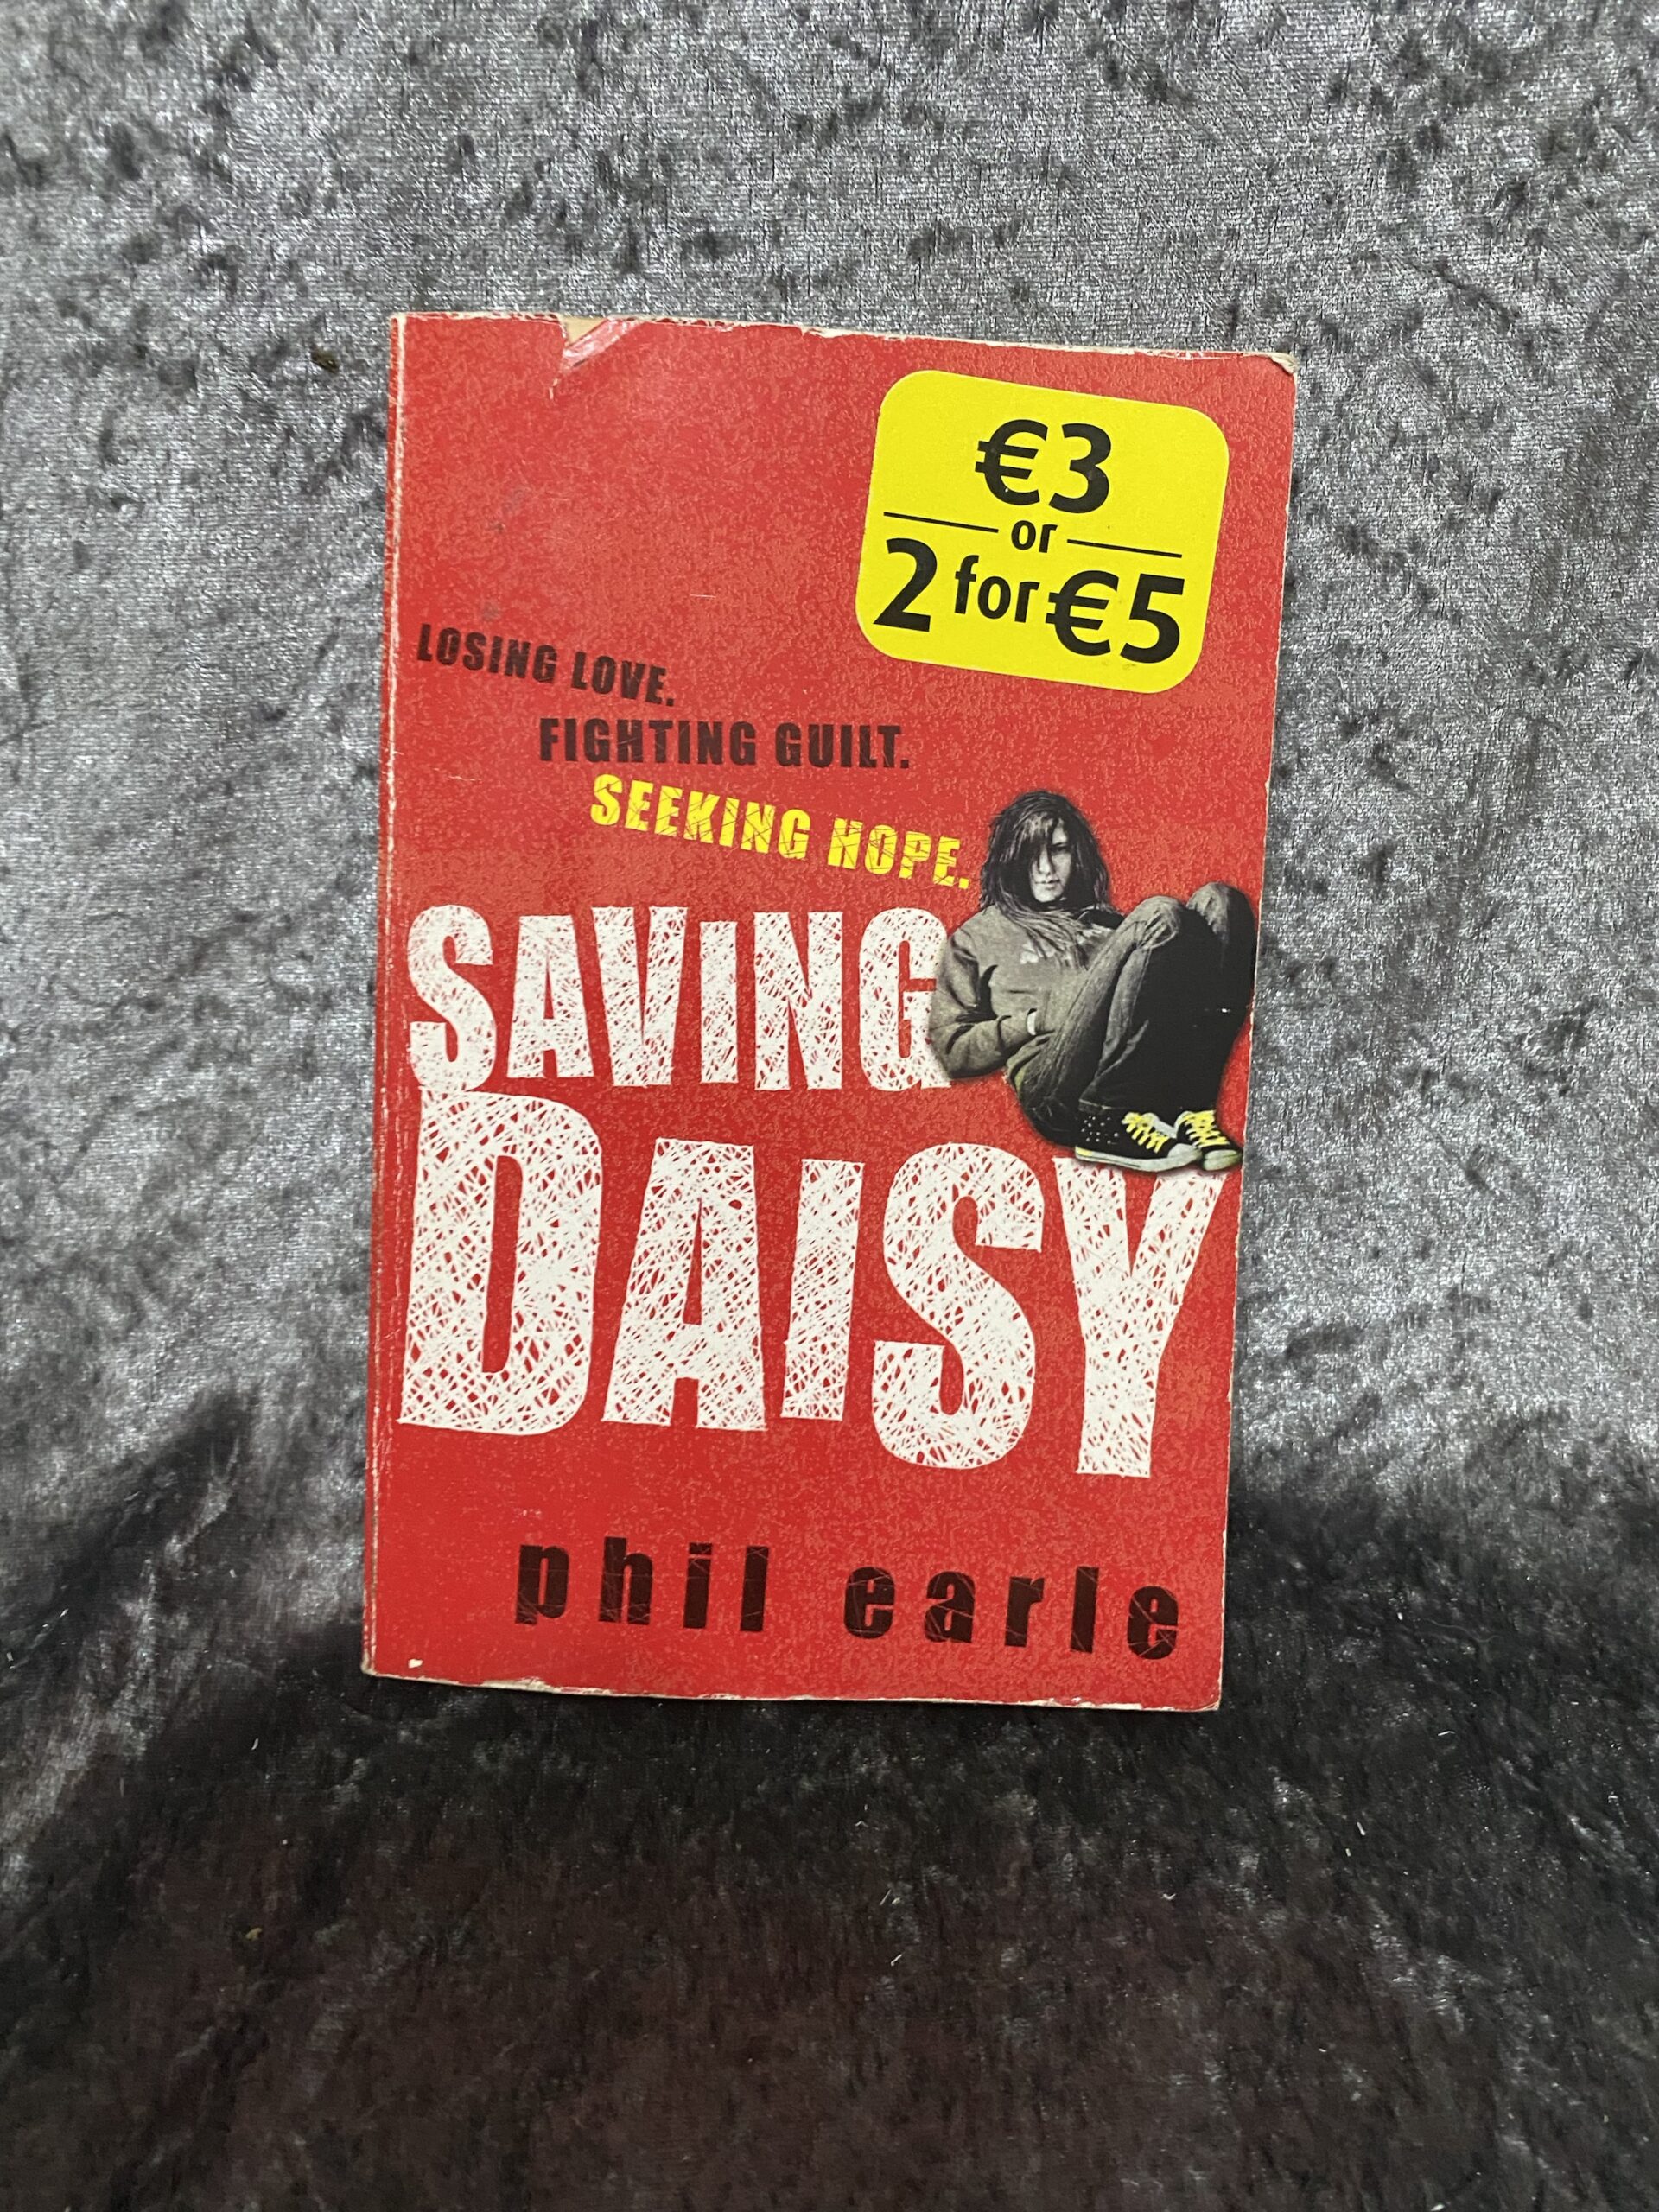 €3
or
2 for €5
LOSING LOVE.
FIGHTING GUILT.
SEEKING HOPE.
SAVING
DAISY
phil earle